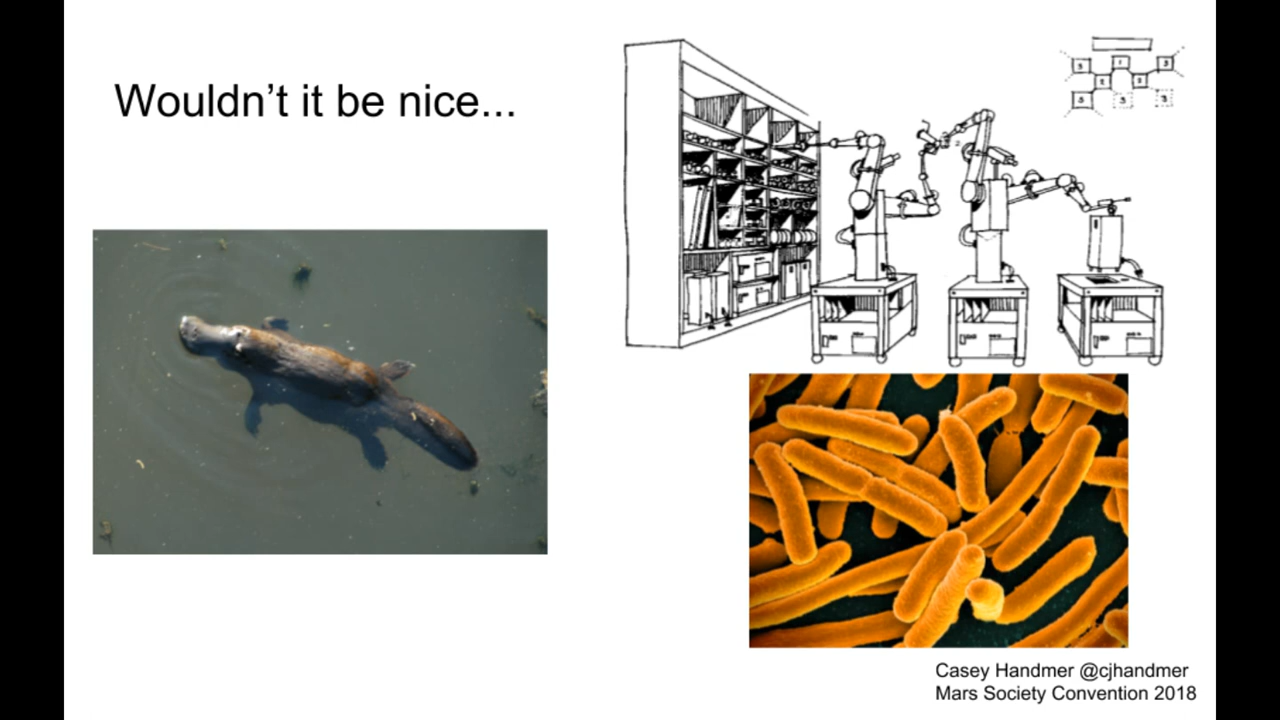 Wouldn't it be nice...
Casey Handmer @cjhandmer
Mars Society Convention 2018